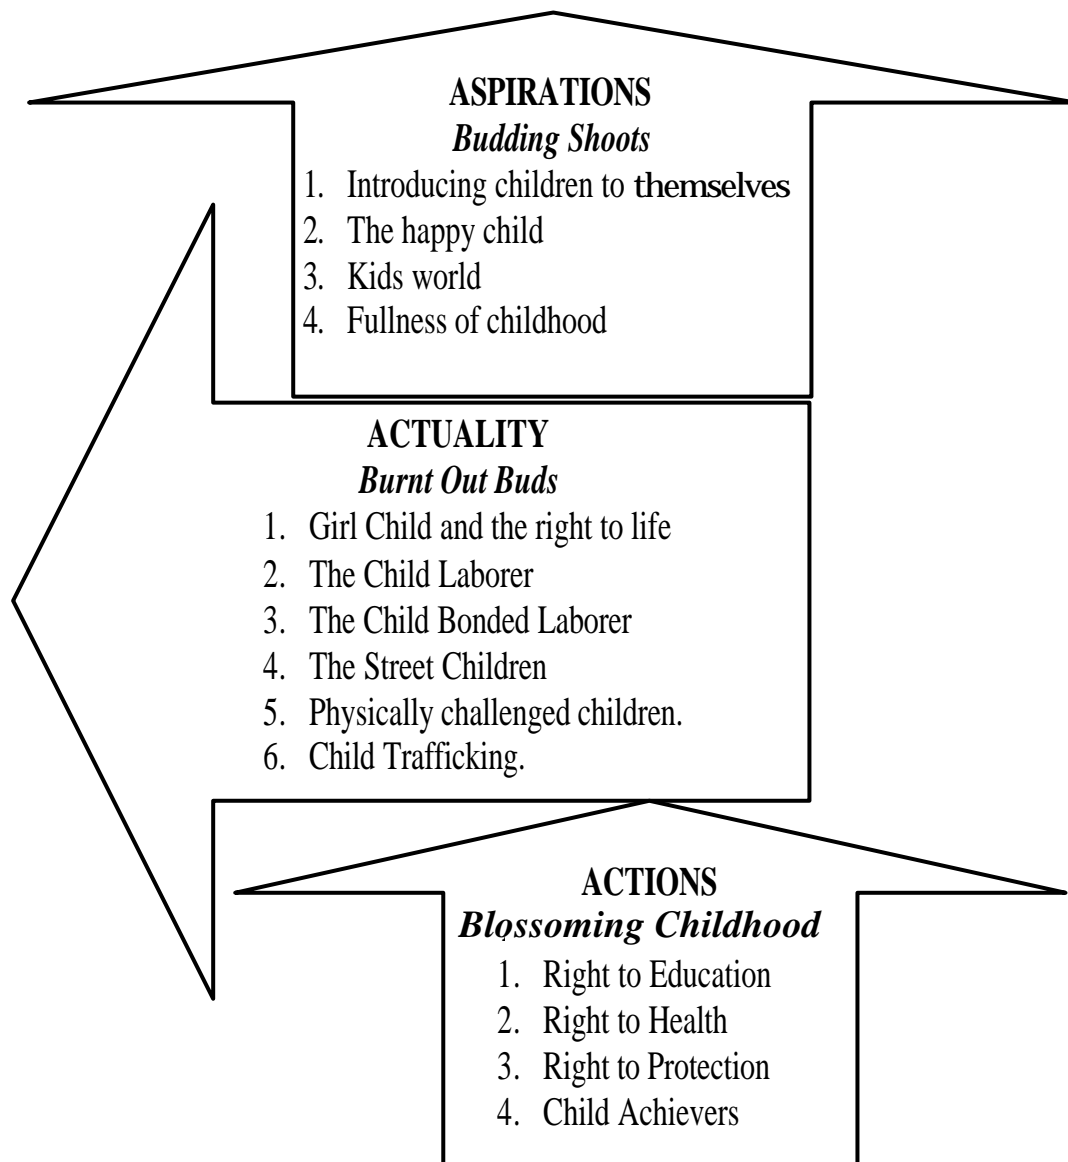 ASPIRATIONS
Budding Shoots
1. Introducing children to themselves
2. The happy child
3. Kids world
4. Fullness of childhood
ACTUALITY
Burnt Out Buds
1. Girl Child and the right to life
2. The Child Laborer
3. The Child Bonded Laborer
4. The Street Children
5. Physically challenged children.
6. Child Trafficking.
ACTIONS
Blossoming Childhood
1. Right to Education
2. Right to Health
3. Right to Protection
4. Child Achievers